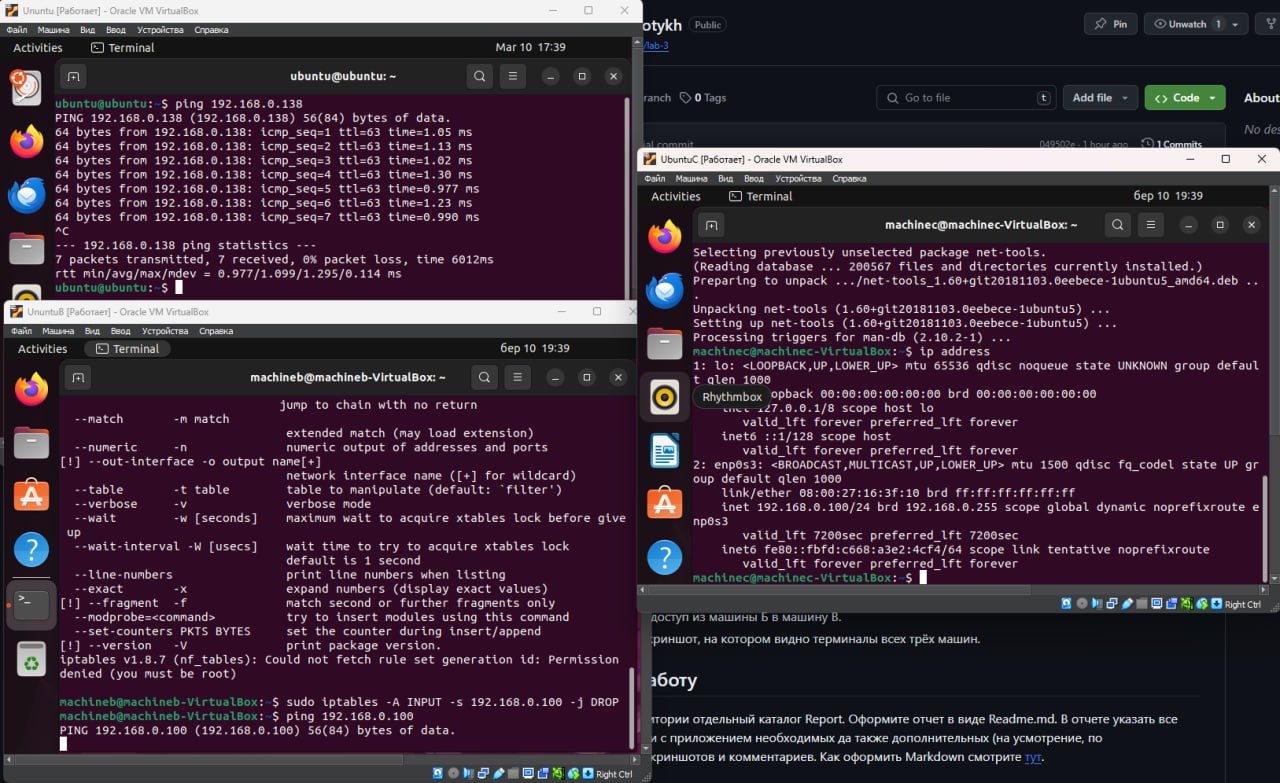 Ununtu [Работает] - Oracle VM VirtualBox
Файл Машина Вид Ввод Устройства Справка
Activities Terminal Mar 10 17:39
ubuntu@ubuntu: ~
ubuntu@ubuntu:~$ ping 192.168.0.138
PING 192.168.0.138 (192.168.0.138) 56(84) bytes of data.
64 bytes from 192.168.0.138: icmp_seq=1 ttl=63 time=1.05 ms
64 bytes from 192.168.0.138: icmp_seq=2 ttl=63 time=1.13 ms
64 bytes from 192.168.0.138: icmp_seq=3 ttl=63 time=1.02 ms
64 bytes from 192.168.0.138: icmp_seq=4 ttl=63 time=1.30 ms
64 bytes from 192.168.0.138: icmp_seq=5 ttl=63 time=0.977 ms
64 bytes from 192.168.0.138: icmp_seq=6 ttl=63 time=1.23 ms
64 bytes from 192.168.0.138: icmp_seq=7 ttl=63 time=0.990 ms
^C
--- 192.168.0.138 ping statistics ---
7 packets transmitted, 7 received, 0% packet loss, time 6012ms
rtt min/avg/max/mdev = 0.977/1.099/1.295/0.114 ms
ubuntu@ubuntu:~$
UnuntuB [Работает] - Oracle VM VirtualBox
Файл Машина Вид Ввод Устройства Справка
Activities Terminal бер 10 19:39
machineb@machineb-VirtualBox: ~
jump to chain with no return
--match -m match
extended match (may load extension)
--numeric -n numeric output of addresses and ports
[!] --out-interface -o output name[+]
network interface name ([+] for wildcard)
--table -t table table to manipulate (default: `filter')
--verbose -v verbose mode
--wait -w [seconds] maximum wait to acquire xtables lock before give
up
--wait-interval -W [usecs] wait time to try to acquire xtables lock
default is 1 second
--line-numbers print line numbers when listing
--exact -x expand numbers (display exact values)
[!] --fragment -f match second or further fragments only
--modprobe=<command> try to insert modules using this command
--set-counters PKTS BYTES set the counter during insert/append
[!] --version -V print package version.
iptables v1.8.7 (nf_tables): Could not fetch rule set generation id: Permission
denied (you must be root)
machineb@machineb-VirtualBox:~$ sudo iptables -A INPUT -s 192.168.0.100 -j DROP
machineb@machineb-VirtualBox:~$ ping 192.168.0.100
PING 192.168.0.100 (192.168.0.100) 56(84) bytes of data.
Right Ctrl
otykh Public
/lab-3
Pin Unwatch 1
ranch 0 Tags Go to file t Add file Code
About
No des
al commit 049502e · 1 hour ago 1 Commits
UbuntuC [Работает] - Oracle VM VirtualBox
Файл Машина Вид Ввод Устройства Справка
Activities Terminal бер 10 19:39
machinec@machinec-VirtualBox: ~
Selecting previously unselected package net-tools.
(Reading database ... 200567 files and directories currently installed.)
Preparing to unpack .../net-tools_1.60+git20181103.0eebece-1ubuntu5_amd64.deb ..
.
Unpacking net-tools (1.60+git20181103.0eebece-1ubuntu5) ...
Setting up net-tools (1.60+git20181103.0eebece-1ubuntu5) ...
Processing triggers for man-db (2.10.2-1) ...
machinec@machinec-VirtualBox:~$ ip address
1: lo: <LOOPBACK,UP,LOWER_UP> mtu 65536 qdisc noqueue state UNKNOWN group defaul
t qlen 1000
opback 00:00:00:00:00:00 brd 00:00:00:00:00:00
Rhythmbox
inet 127.0.0.1/8 scope host lo
valid_lft forever preferred_lft forever
inet6 ::1/128 scope host
valid_lft forever preferred_lft forever
2: enp0s3: <BROADCAST,MULTICAST,UP,LOWER_UP> mtu 1500 qdisc fq_codel state UP gr
oup default qlen 1000
link/ether 08:00:27:16:3f:10 brd ff:ff:ff:ff:ff:ff
inet 192.168.0.100/24 brd 192.168.0.255 scope global dynamic noprefixroute e
np0s3
valid_lft 7200sec preferred_lft 7200sec
inet6 fe80::fbfd:c668:a3e2:4cf4/64 scope link tentative noprefixroute
valid_lft forever preferred_lft forever
machinec@machinec-VirtualBox:~$
Right Ctrl
доступ из машины Б в машину В.
криншот, на котором видно терминалы всех трёх машин.
аботу
итории отдельный каталог Report. Оформите отчет в виде Readme.md. В отчете указать все
и с приложением необходимых да также дополнительных (на усмотрение, по
криншотов и комментариев. Как оформить Markdown смотрите тут.